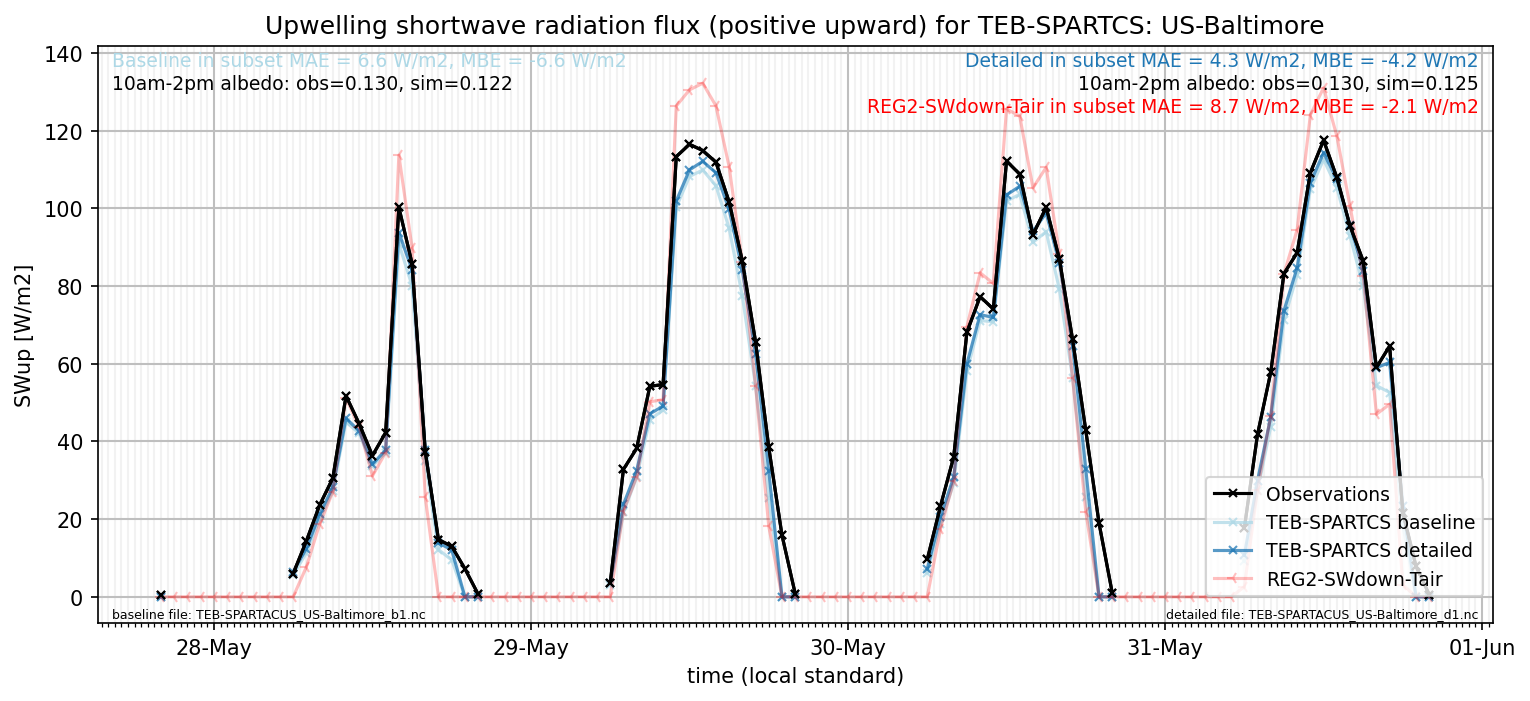 Upwelling shortwave radiation flux (positive upward) for TEB-SPARTCS: US-Baltimore
Baseline in subset MAE = 6.6 W/m2, MBE = -6.6 W/m2
10am-2pm albedo: obs=0.130, sim=0.122
Detailed in subset MAE = 4.3 W/m2, MBE = -4.2 W/m2
10am-2pm albedo: obs=0.130, sim=0.125
REG2-SWdown-Tair in subset MAE = 8.7 W/m2, MBE = -2.1 W/m2
SWup [W/m2]
140
120
100
80
60
40
20
0
Observations
TEB-SPARTCS baseline
TEB-SPARTCS detailed
REG2-SWdown-Tair
baseline file: TEB-SPARTACUS_US-Baltimore_b1.nc
detailed file: TEB-SPARTACUS_US-Baltimore_d1.nc
28-May
29-May
30-May
31-May
01-Jun
time (local standard)